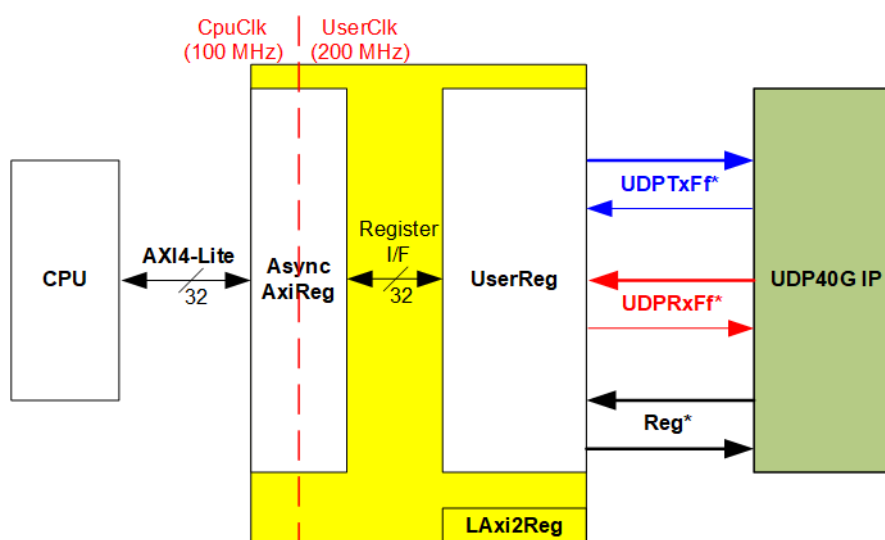 CpuClk
(100 MHz)
UserClk
(200 MHz)
CPU
AXI4-Lite
32
Async
AxiReg
Register
I/F
32
UserReg
UDPTxFf*
UDPRxFf*
Reg*
UDP40G IP
LAxi2Reg